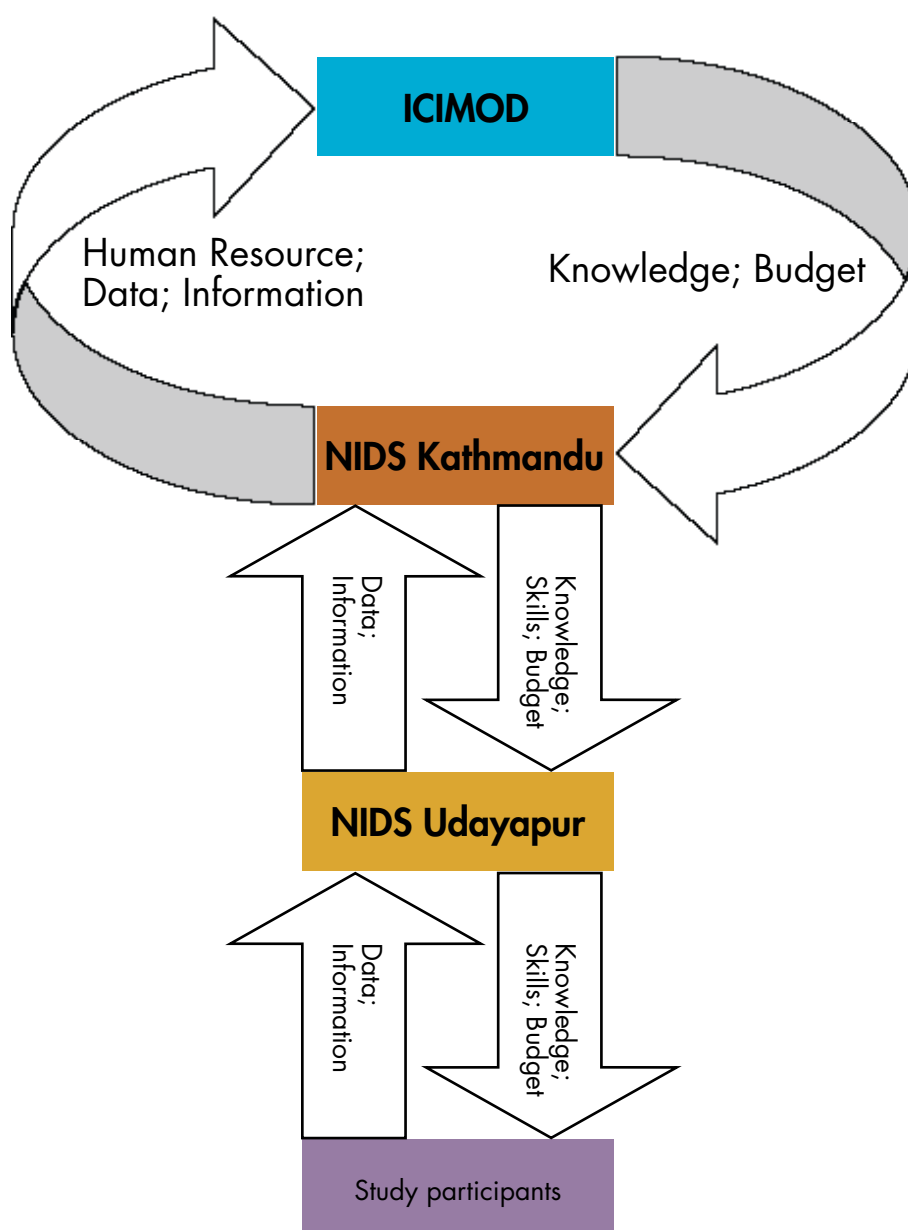 ICIMOD
Human Resource;
Data; Information
Knowledge; Budget
NIDS Kathmandu
Data;
Information
Knowledge;
Skills; Budget
NIDS Udayapur
Data;
Information
Knowledge;
Skills; Budget
Study participants